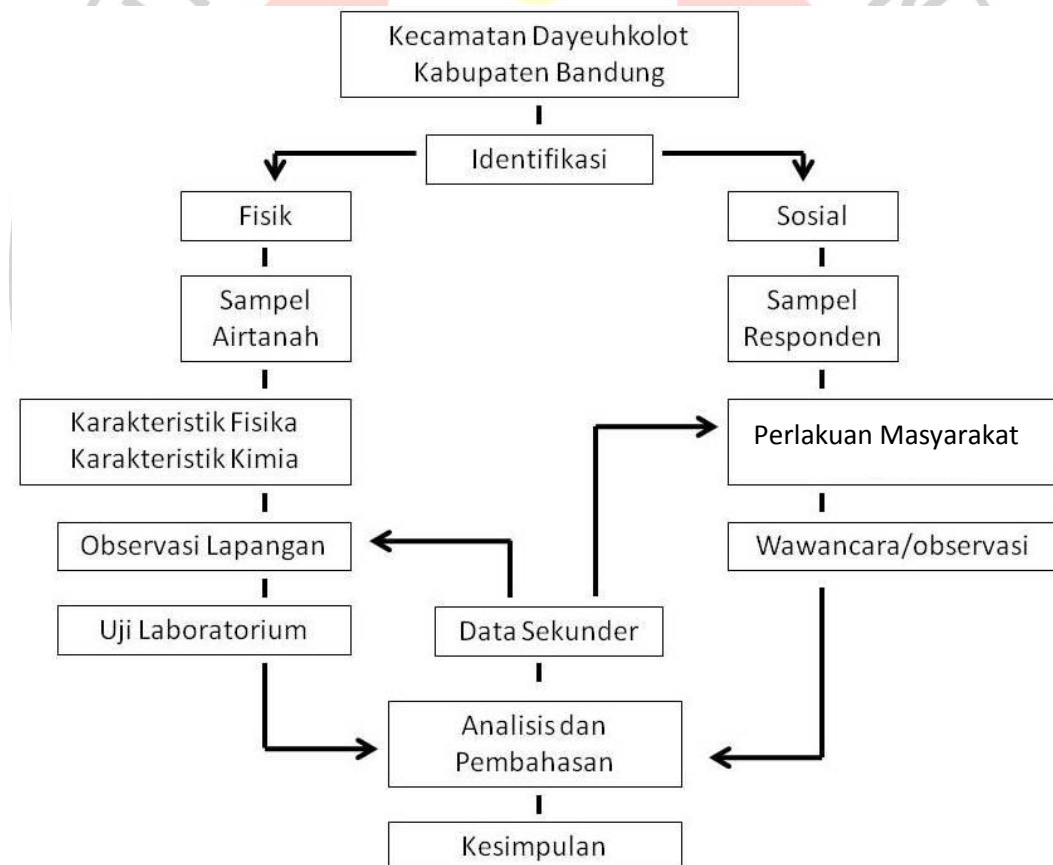 Kecamatan Dayeuhkolot
Kabupaten Bandung
Identifikasi
Fisik
Sosial
Sampel
Airtanah
Sampel
Responden
Karakteristik Fisika
Karakteristik Kimia
Perlakuan Masyarakat
Observasi Lapangan
Wawancara/observasi
Uji Laboratorium
Data Sekunder
Analisis dan
Pembahasan
Kesimpulan